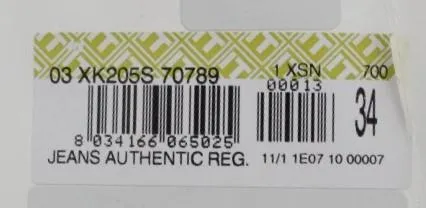 03 XK205S 70789 1 XSN 700
00013
34
8 034166 065025
JEANS AUTHENTIC REG. 11/1 1E07 10 00007